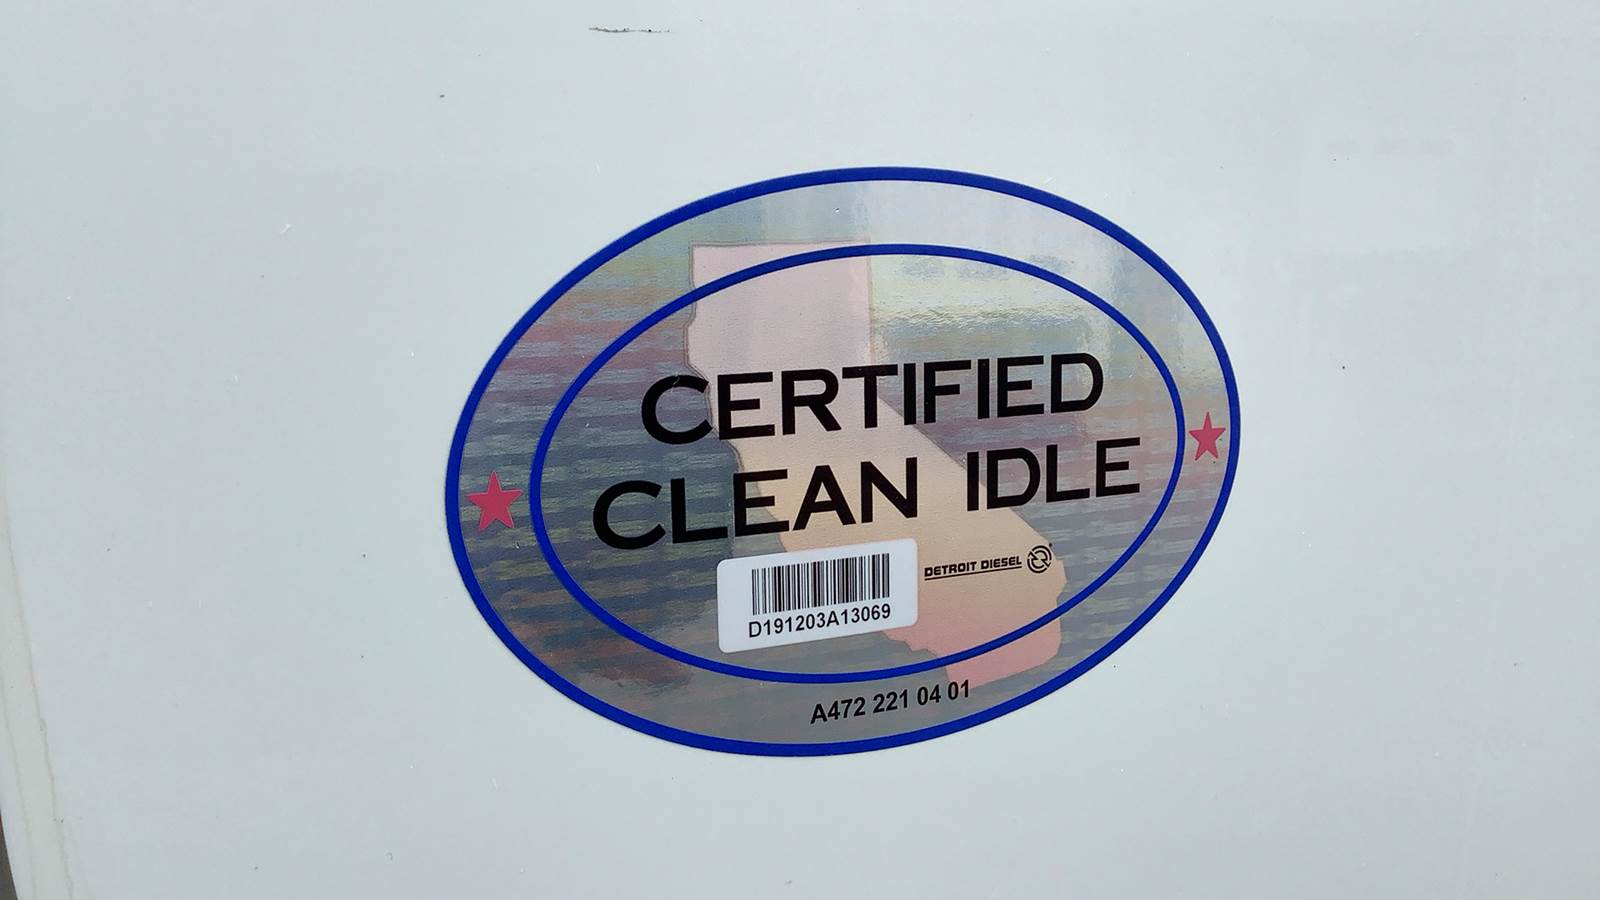 CERTIFIED
CLEAN IDLE
DETROIT DIESEL
D191203A13069
A472 221 04 01